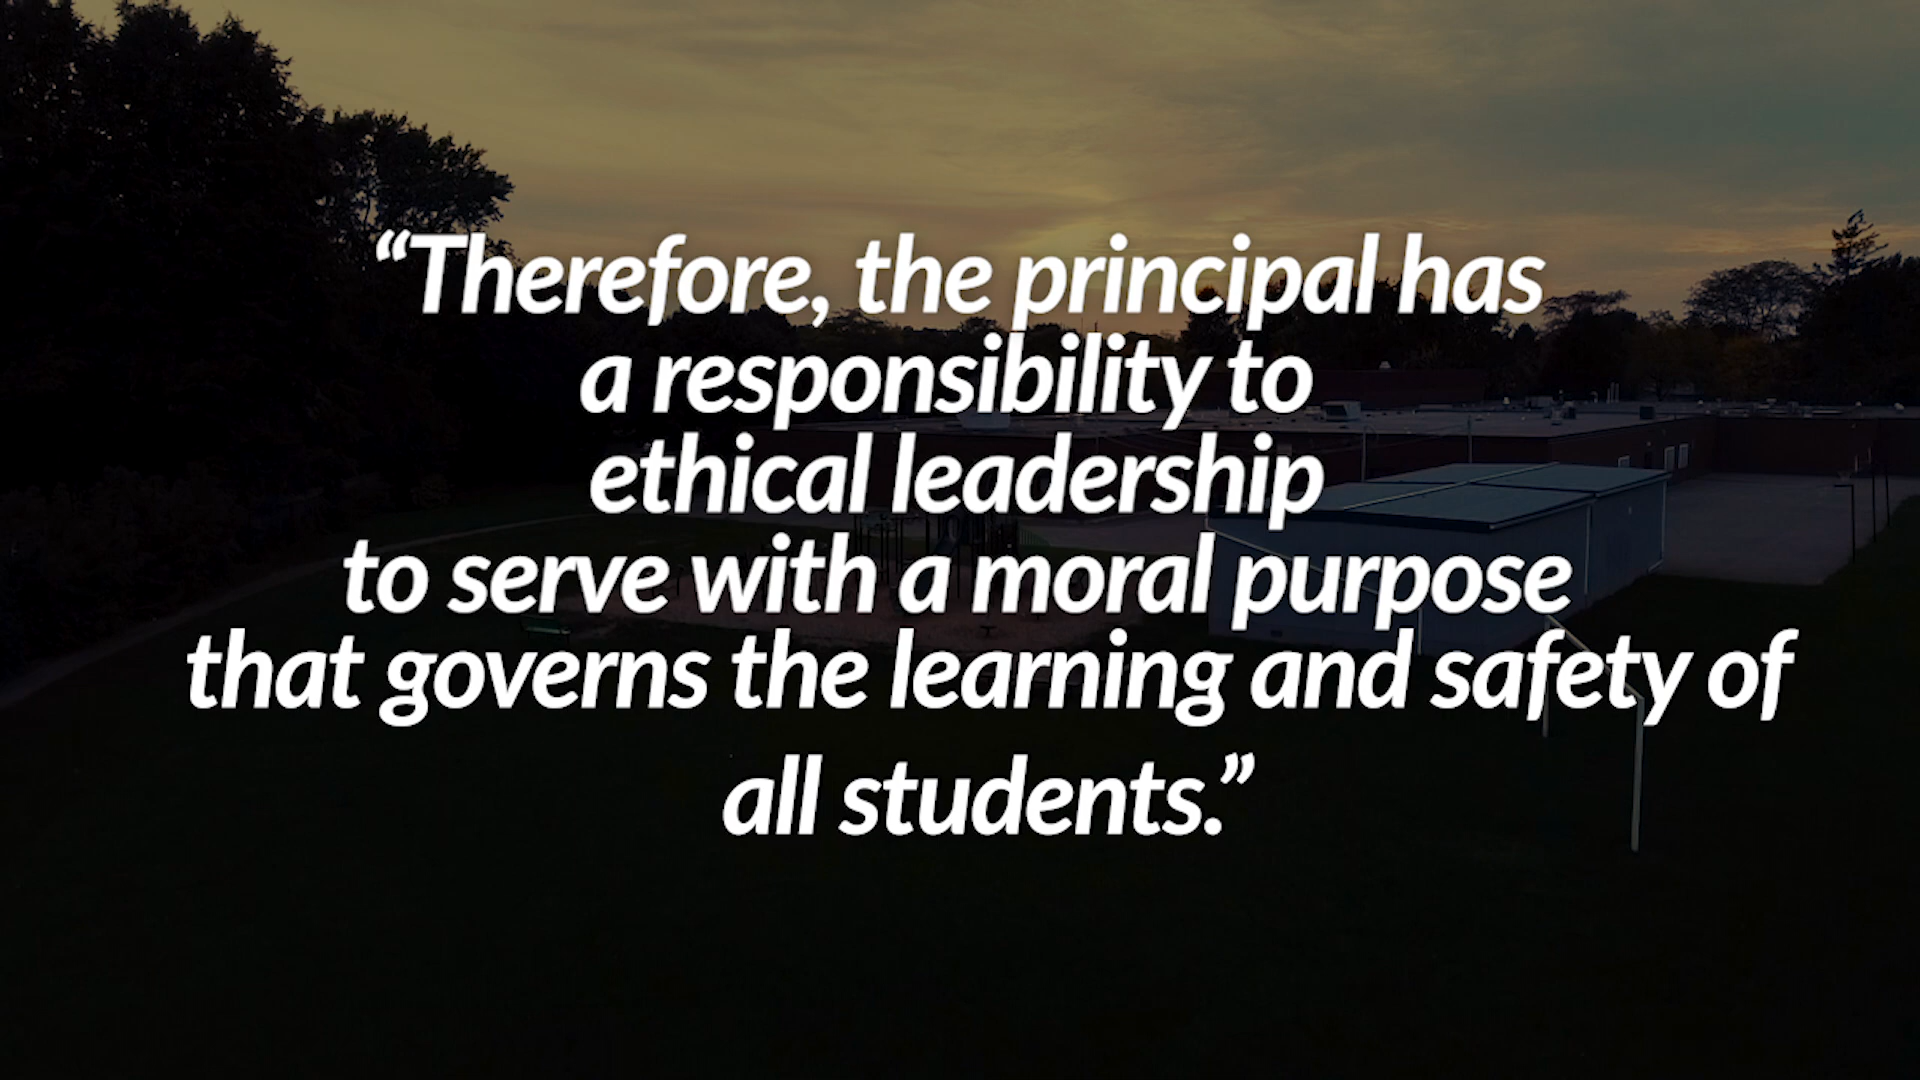 “Therefore, the principal has
a responsibility to
ethical leadership
to serve with a moral purpose
that governs the learning and safety of
all students.”